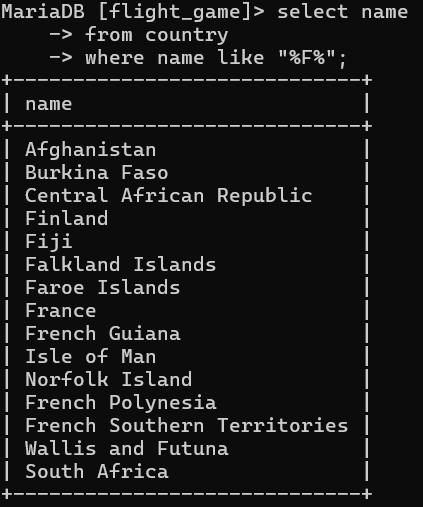 MariaDB [flight_game]> select name
    -> from country
    -> where name like "%F%";
+-----------------------------+
| name                        |
+-----------------------------+
| Afghanistan                 |
| Burkina Faso                |
| Central African Republic    |
| Finland                     |
| Fiji                        |
| Falkland Islands            |
| Faroe Islands               |
| France                      |
| French Guiana               |
| Isle of Man                 |
| Norfolk Island              |
| French Polynesia            |
| French Southern Territories |
| Wallis and Futuna           |
| South Africa                |
+-----------------------------+